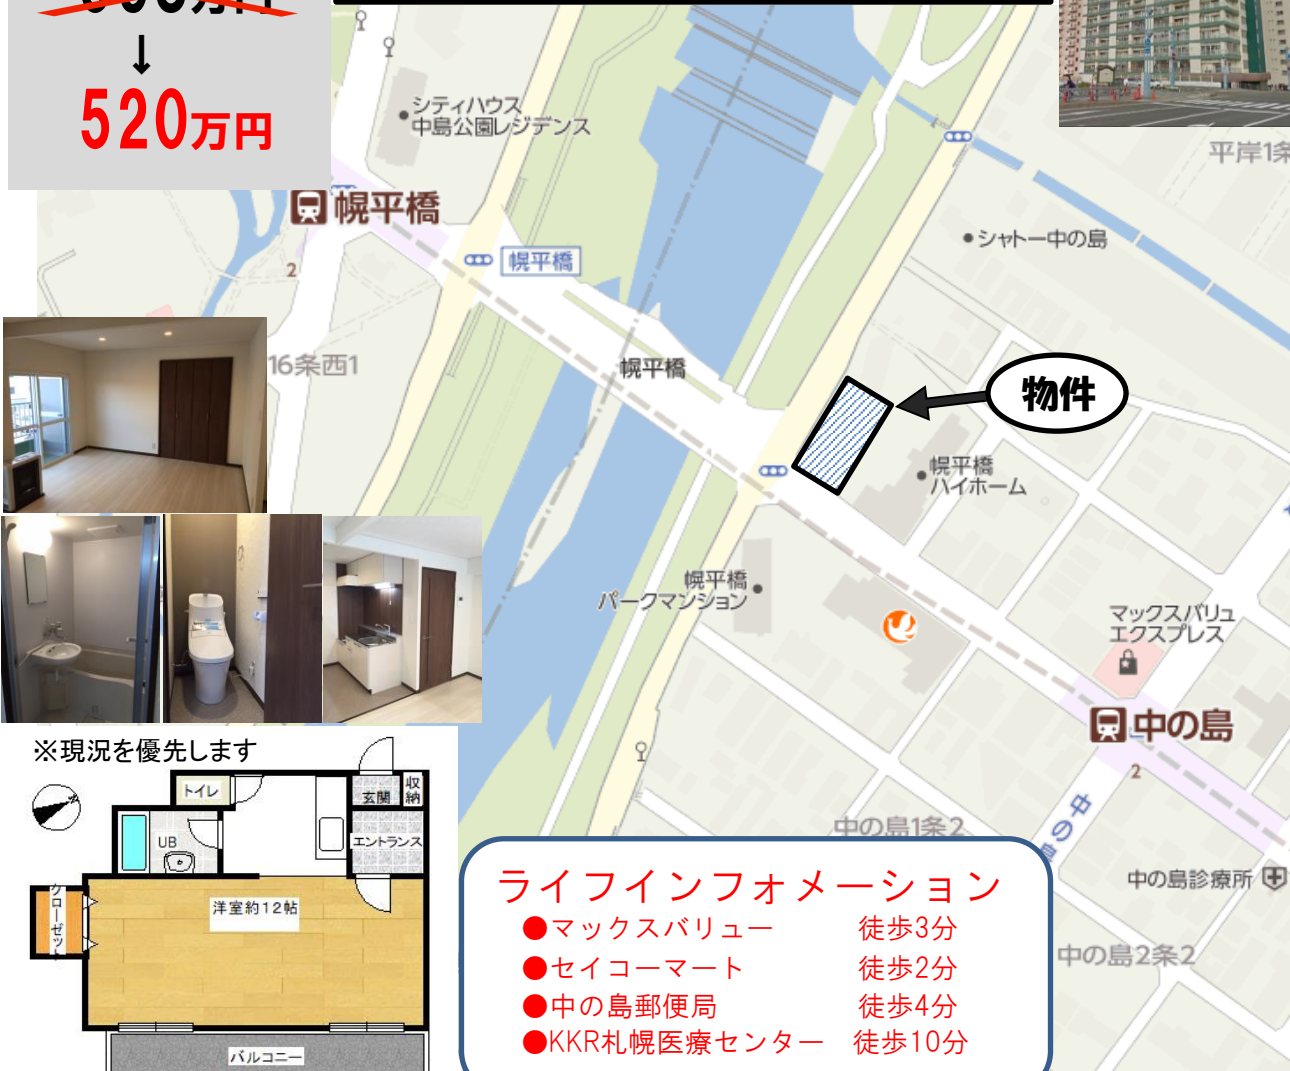 ↓
520万円
シティハウス
中島公園レジデンス
平岸1条
幌平橋
幌平橋
シャトー中の島
2
16条西1
幌平橋
物件
幌平橋
ハイホーム
幌平橋
パークマンション
マックスバリュ
エクスプレス
中の島
2
※現況を優先します
トイレ
玄関
収納
UB
エントランス
クローゼット
洋室約12帖
バルコニー
中の島1条2
中の島
中の島診療所
中の島2条2
ライフインフォメーション
●マックスバリュー 徒歩3分
●セイコーマート 徒歩2分
●中の島郵便局 徒歩4分
●KKR札幌医療センター 徒歩10分